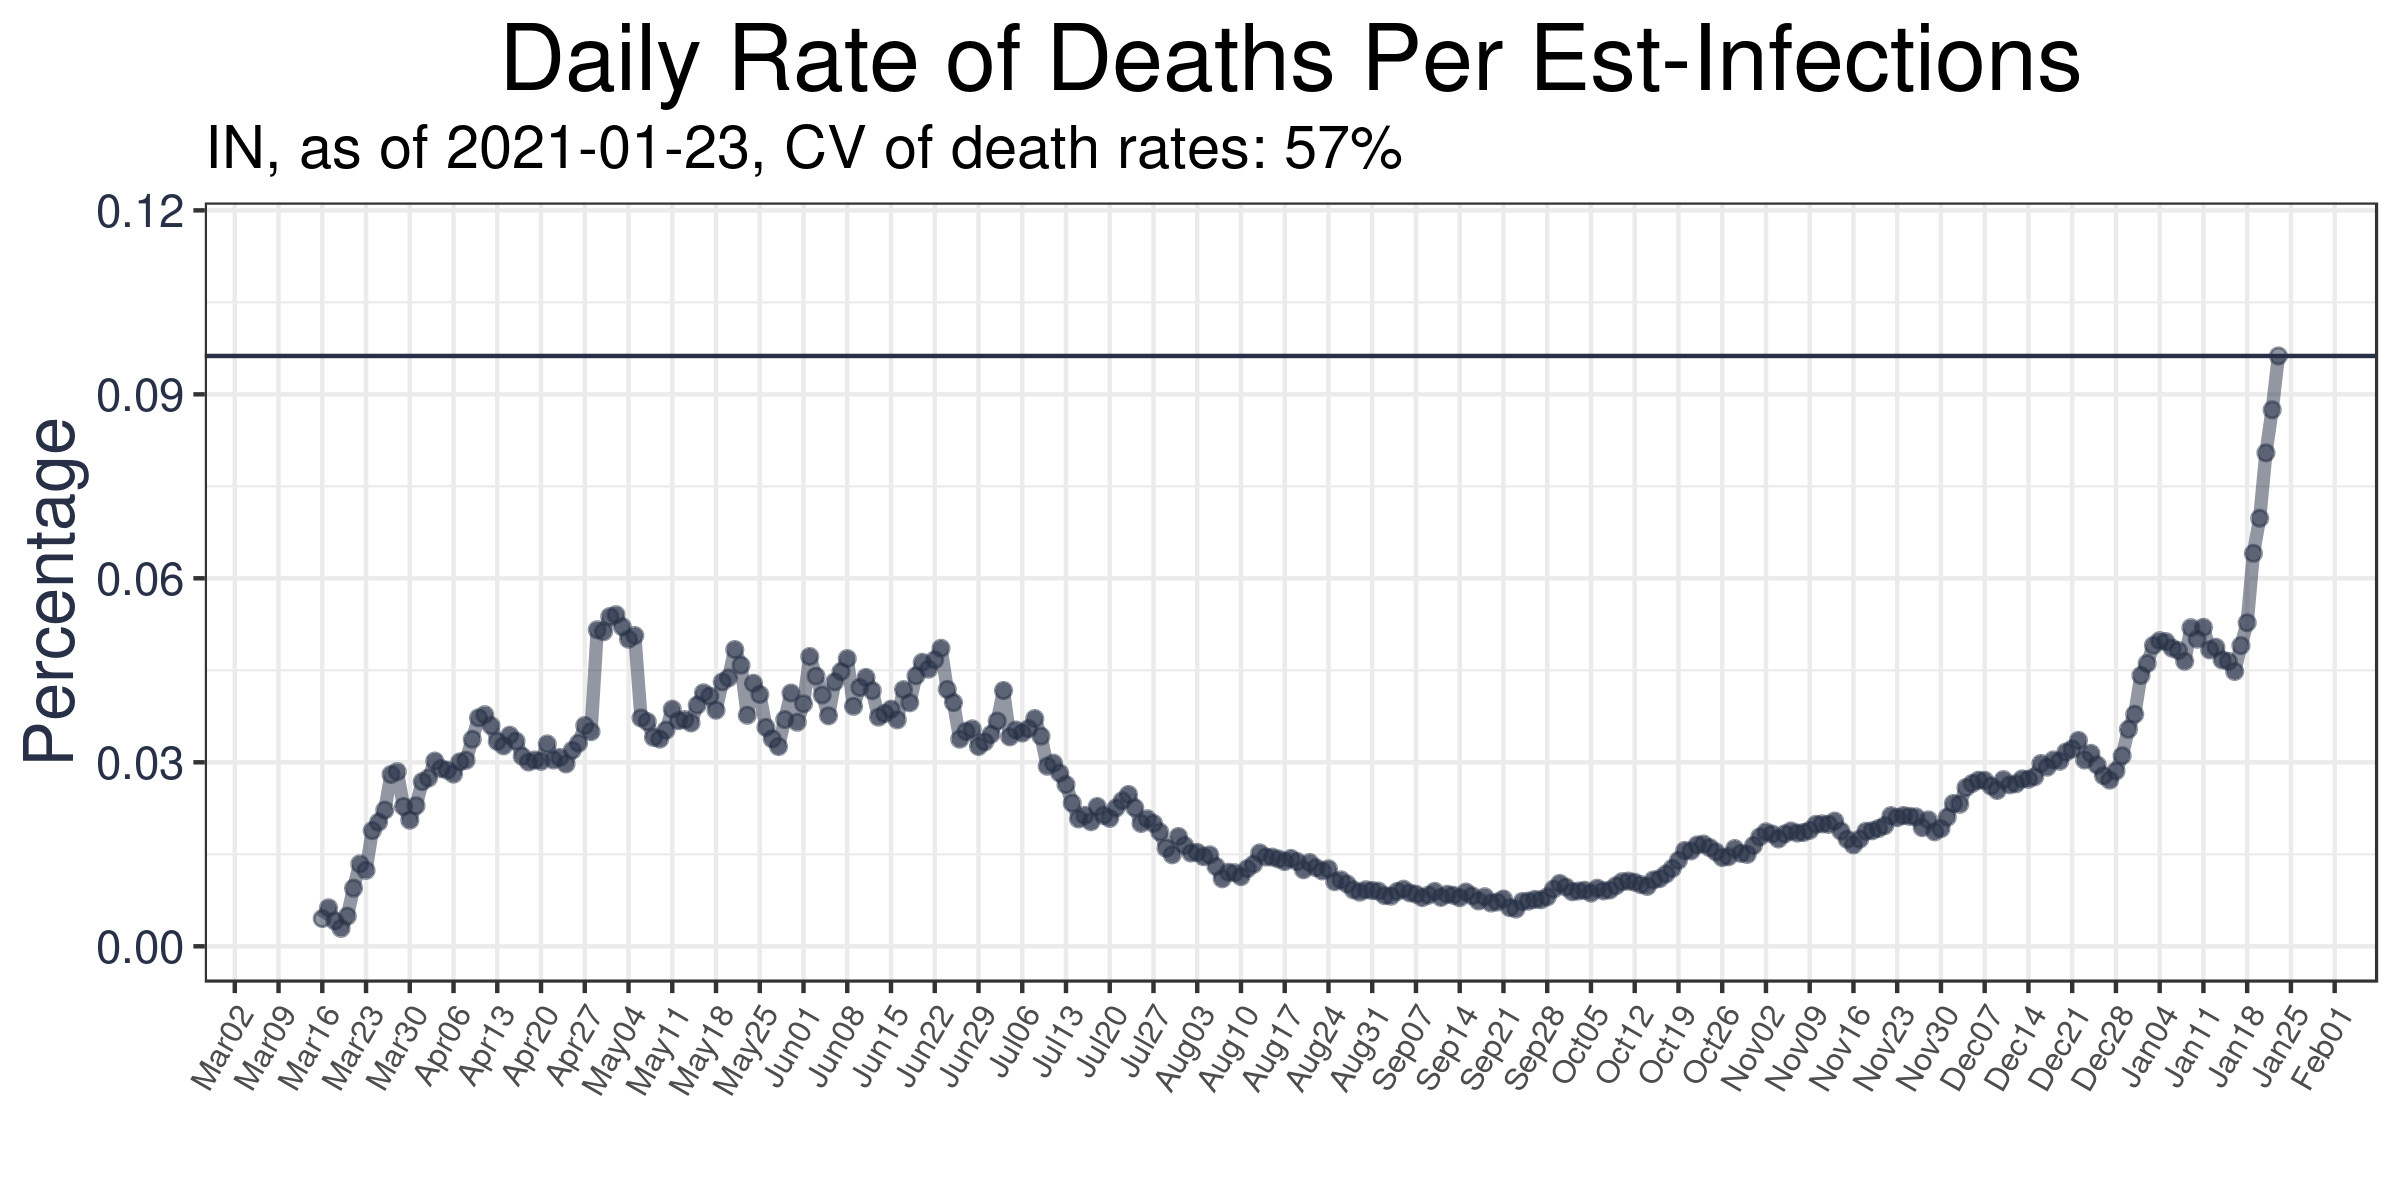 Daily Rate of Deaths Per Est-Infections
IN, as of 2021-01-23, CV of death rates: 57%
Percentage
0.12
0.09
0.06
0.03
0.00
Mar02
Mar09
Mar16
Mar23
Mar30
Apr06
Apr13
Apr20
Apr27
May04
May11
May18
May25
Jun01
Jun08
Jun15
Jun22
Jun29
Jul06
Jul13
Jul20
Jul27
Aug03
Aug10
Aug17
Aug24
Aug31
Sep07
Sep14
Sep21
Sep28
Oct05
Oct12
Oct19
Oct26
Nov02
Nov09
Nov16
Nov23
Nov30
Dec07
Dec14
Dec21
Dec28
Jan04
Jan11
Jan18
Jan25
Feb01